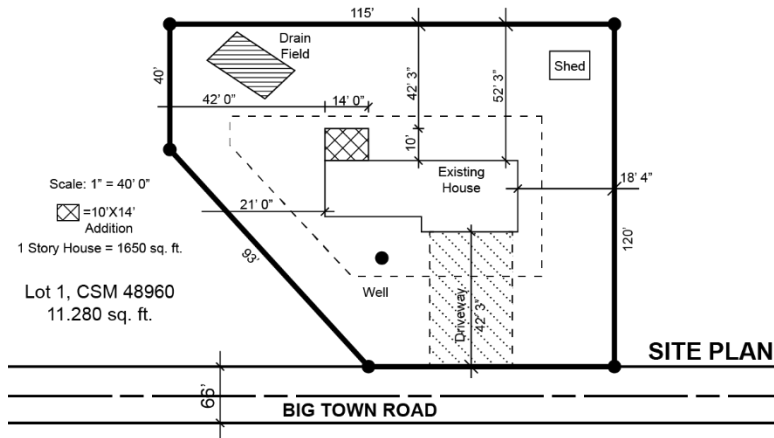 115'
Drain
Field
Shed
40'
42' 0"
14' 0"
42' 3"
52' 3"
10'
Existing
House
18' 4"
Scale: 1" = 40' 0"
=10'X14'
Addition
1 Story House = 1650 sq. ft.
21' 0"
93'
120'
Well
Driveway
42' 3"
Lot 1, CSM 48960
11.280 sq. ft.
SITE PLAN
66'
BIG TOWN ROAD